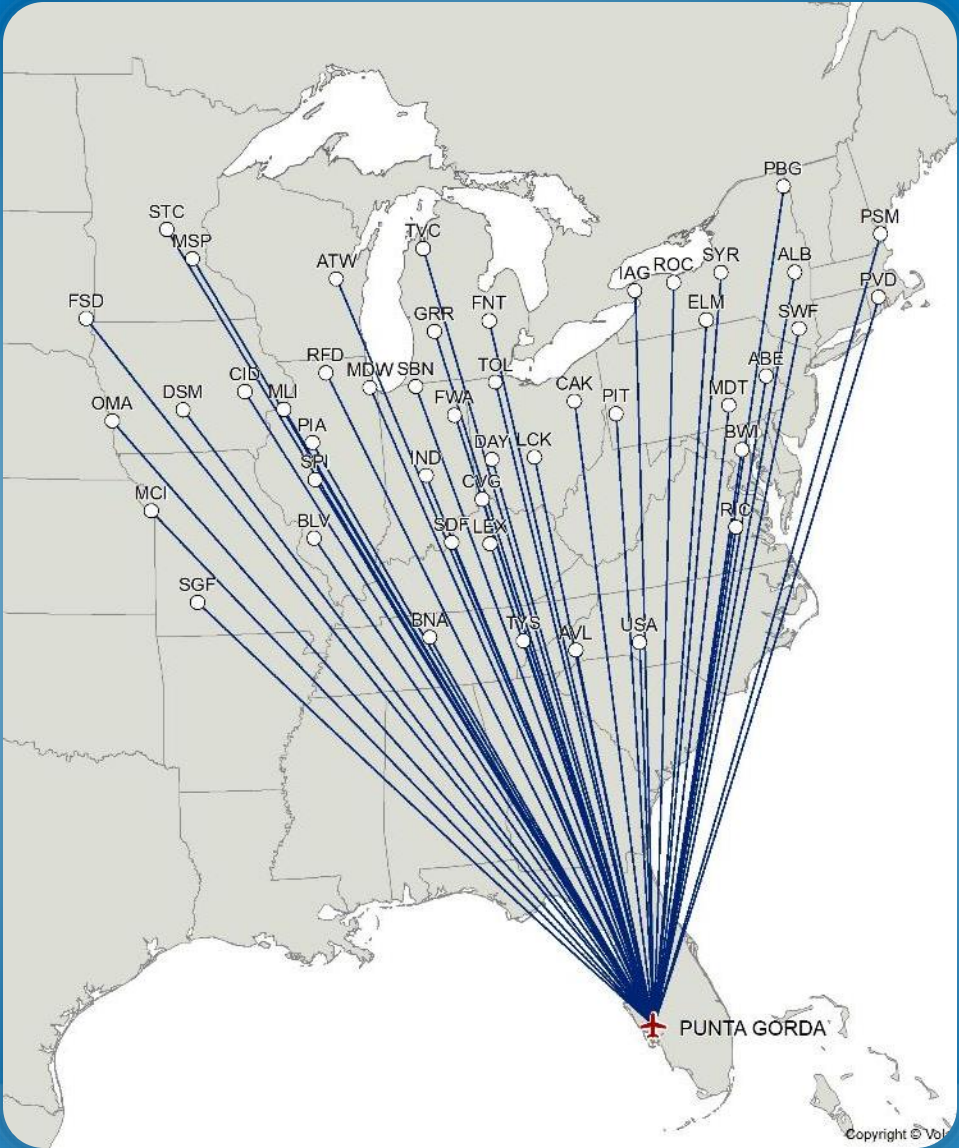 PBG
STC
PSM
MSP
TVC
ATW
SYR
ALB
IAG
ROC
PVD
FSD
GRR
FNT
ELM
SWF
RFD
MDW
SBN
TOL
ABE
CID
MLI
DSM
OMA
FWA
CAK
PIT
MDT
PIA
BWI
DAY
LCK
SPI
IND
CVG
MCI
RIC
BLV
SDF
LEX
SGF
BNA
TYS
AVL
USA
PUNTA GORDA
Copyright © Vol